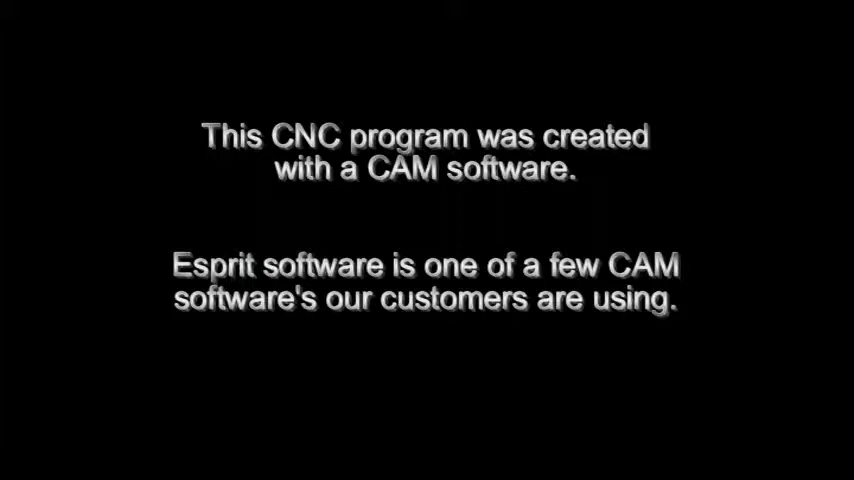 This CNC program was created
with a CAM software.
Esprit software is one of a few CAM
software's our customers are using.